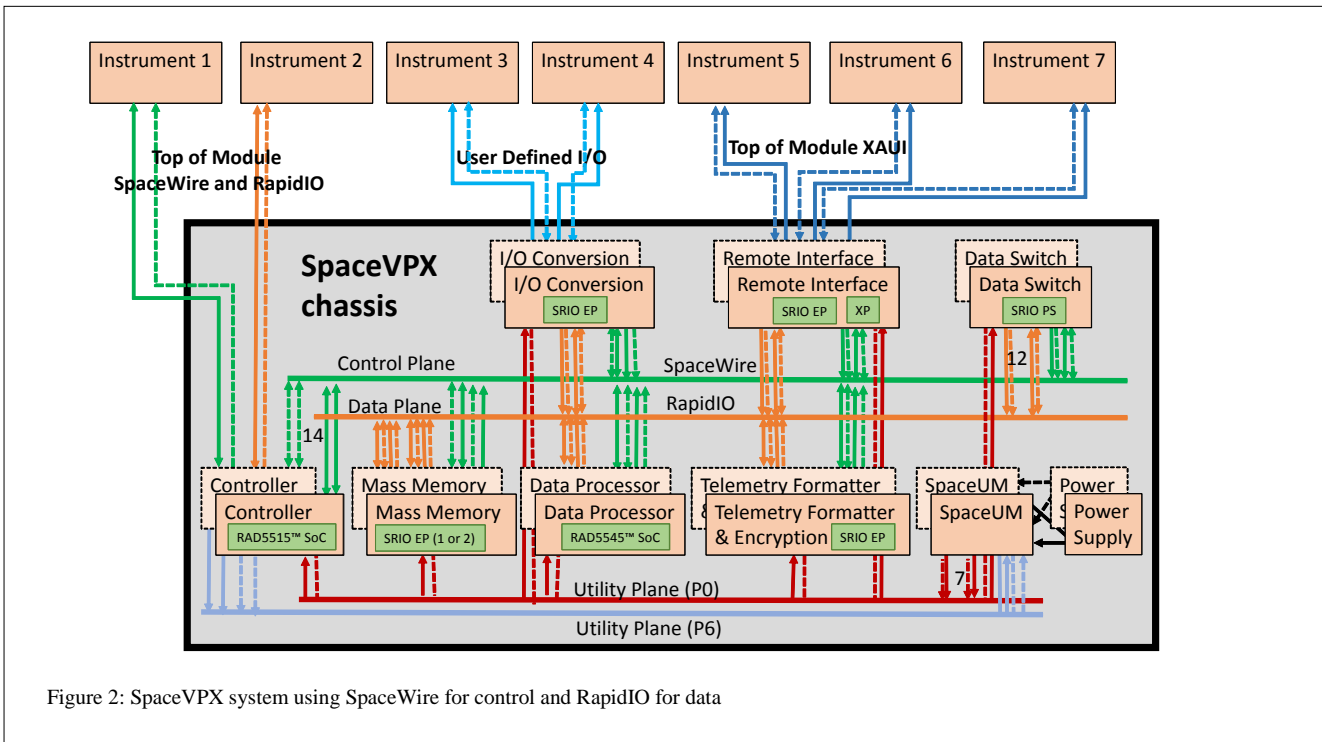 Instrument 1
Instrument 2
Instrument 3
Instrument 4
Instrument 5
Instrument 6
Instrument 7
Top of Module
SpaceWire and RapidIO
User Defined I/O
Top of Module XAUI
SpaceVPX
chassis
I/O Conversion
I/O Conversion
SRIO EP
Remote Interface
Remote Interface
SRIO EP
XP
Data Switch
Data Switch
SRIO PS
12
Control Plane
SpaceWire
Data Plane
RapidIO
14
Controller
Controller
RAD5515™ SoC
Mass Memory
Mass Memory
SRIO EP (1 or 2)
Data Processor
Data Processor
RAD5545™ SoC
Telemetry Formatter
&
Telemetry Formatter
& Encryption
SRIO EP
SpaceUM
SpaceUM
Power
S
Power
Supply
7
Utility Plane (P0)
Utility Plane (P6)
Figure 2: SpaceVPX system using SpaceWire for control and RapidIO for data